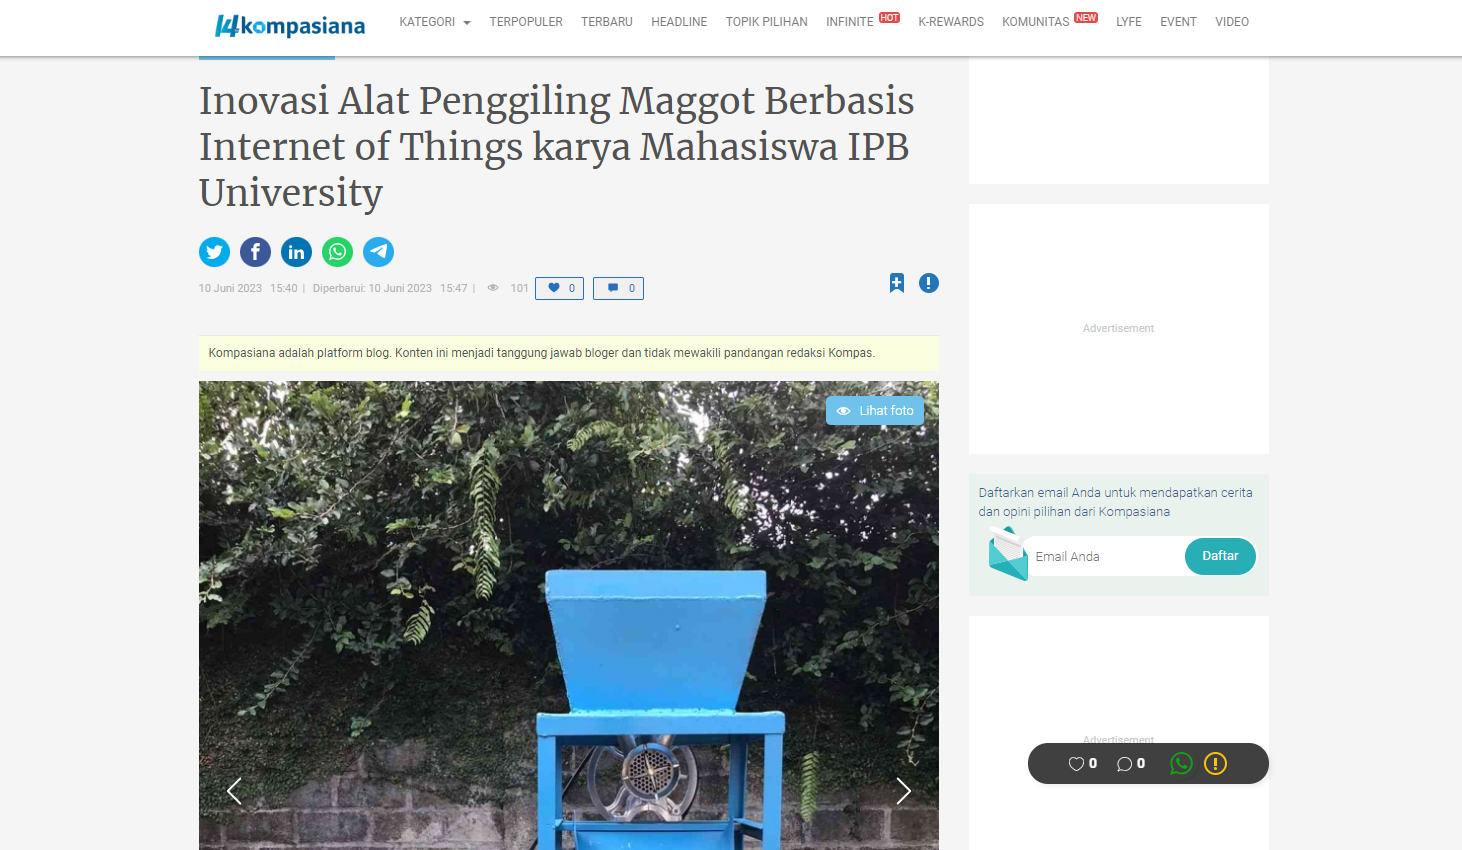 14 kompasiana
KATEGORI TERPOPULER TERBARU HEADLINE TOPIK PILIHAN INFINITE HOT K-REWARDS KOMUNITAS NEW LYFE EVENT VIDEO
Inovasi Alat Penggiling Maggot Berbasis
Internet of Things karya Mahasiswa IPB
University
10 Juni 2023 15:40 | Diperbarui: 10 Juni 2023 15:47 | 101 0 0
Kompasiana adalah platform blog. Konten ini menjadi tanggung jawab bloger dan tidak mewakili pandangan redaksi Kompas.
Lihat foto
Advertisement
Daftarkan email Anda untuk mendapatkan cerita
dan opini pilihan dari Kompasiana
Email Anda Daftar
Advertisement
0 0